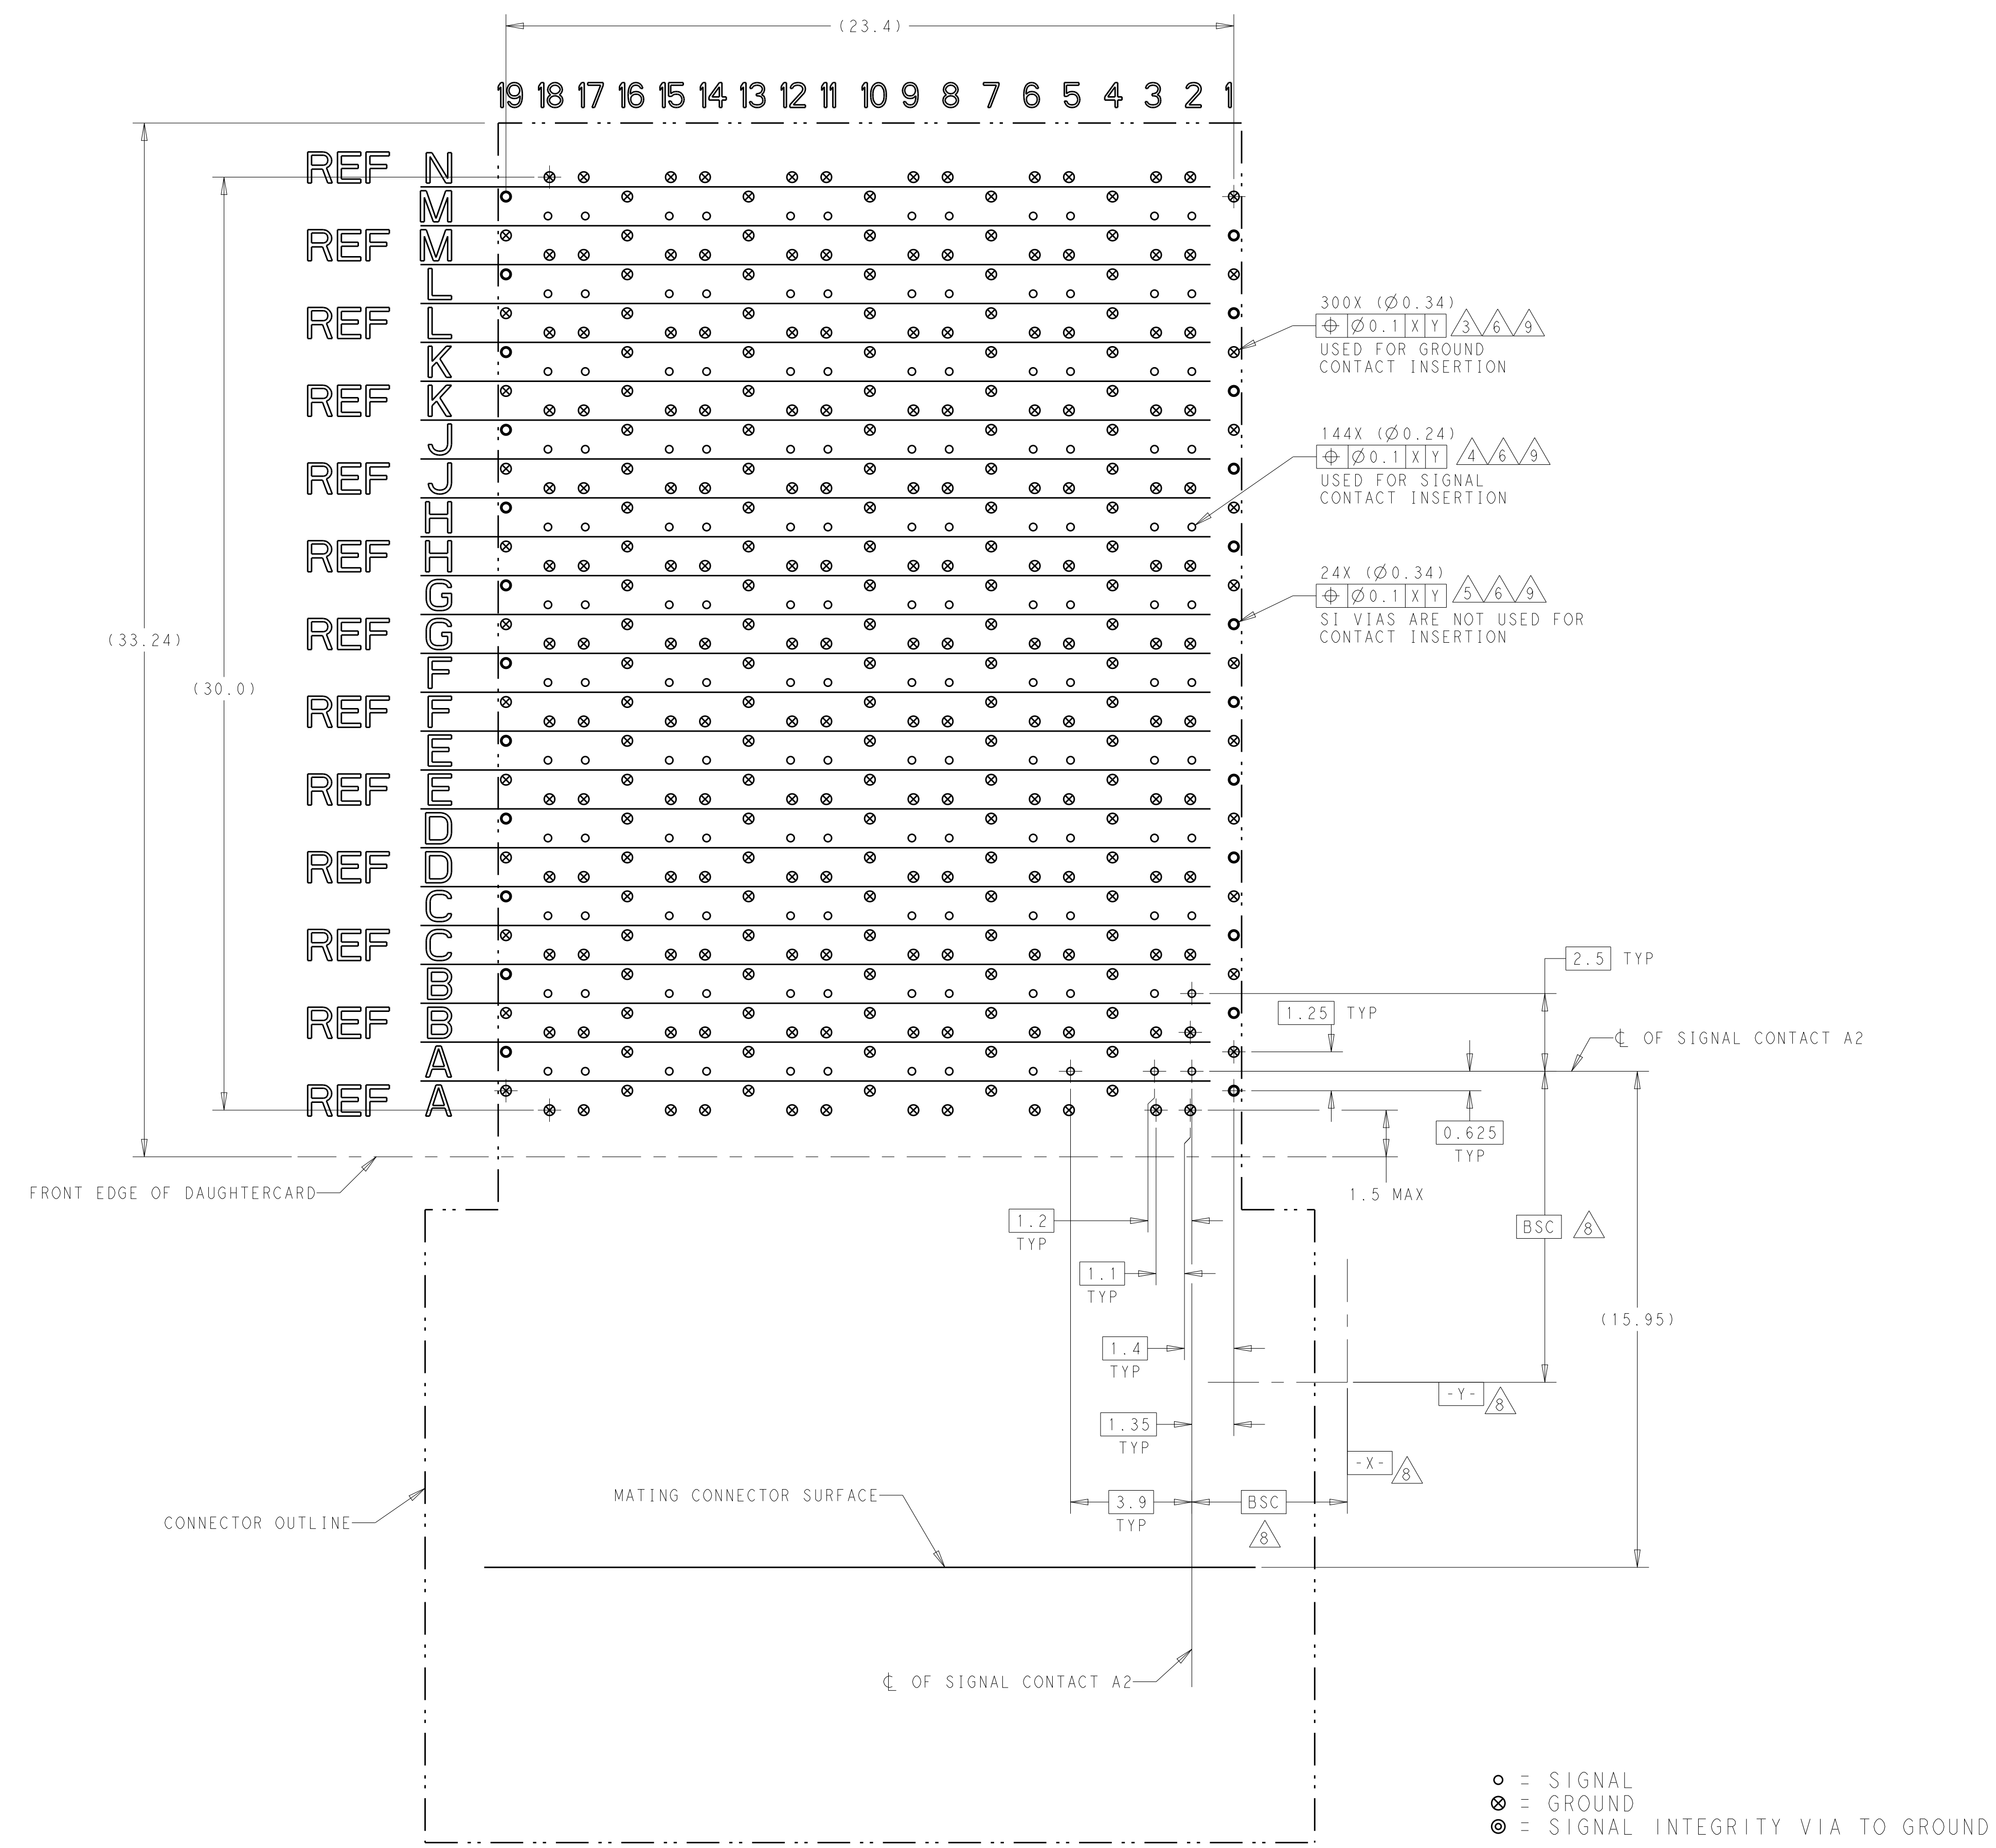 (23.4)
19 18 17 16 15 14 13 12 11 10 9 8 7 6 5 4 3 2 1
REF N
M
REF M
L
REF L
K
REF K
J
REF J
H
REF H
G
REF G
F
REF F
E
REF E
D
REF D
C
REF C
B
REF B
A
REF A
(33.24)
(30.0)
300X (Ø0.34)
⌖ Ø0.1 X Y 3 6 9
USED FOR GROUND
CONTACT INSERTION
144X (Ø0.24)
⌖ Ø0.1 X Y 4 6 9
USED FOR SIGNAL
CONTACT INSERTION
24X (Ø0.34)
⌖ Ø0.1 X Y 5 6 9
SI VIAS ARE NOT USED FOR
CONTACT INSERTION
2.5 TYP
1.25 TYP
℄ OF SIGNAL CONTACT A2
0.625
TYP
1.5 MAX
FRONT EDGE OF DAUGHTERCARD
1.2
TYP
BSC 8
1.1
TYP
(15.95)
1.4
TYP
-Y- 8
1.35
TYP
-X- 8
MATING CONNECTOR SURFACE
3.9
TYP
BSC
8
CONNECTOR OUTLINE
℄ OF SIGNAL CONTACT A2
= SIGNAL
= GROUND
= SIGNAL INTEGRITY VIA TO GROUND